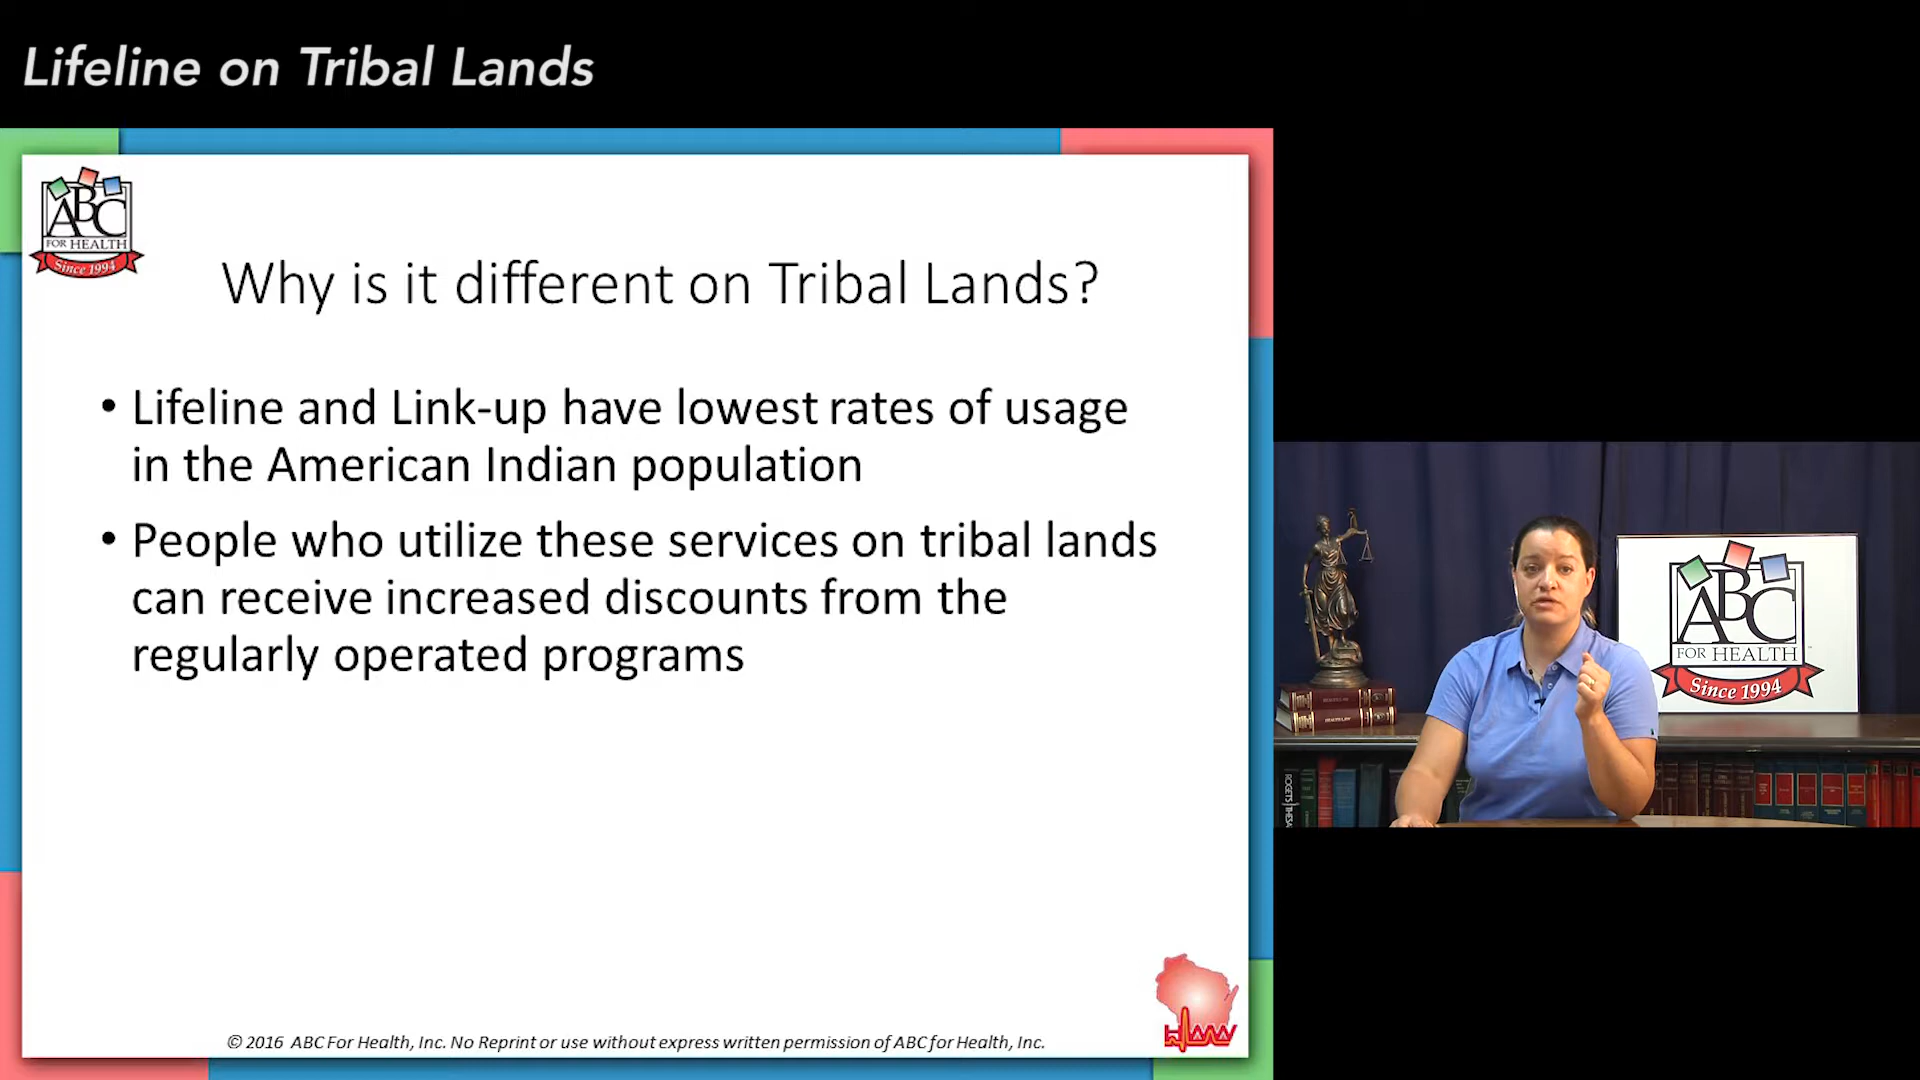 Lifeline on Tribal Lands
ABC
FOR HEALTH
Since 1994
Why is it different on Tribal Lands?
• Lifeline and Link-up have lowest rates of usage
in the American Indian population
• People who utilize these services on tribal lands
can receive increased discounts from the
regularly operated programs
ABC
FOR HEALTH
Since 1994
© 2016 ABC For Health, Inc. No Reprint or use without express written permission of ABC for Health, Inc.